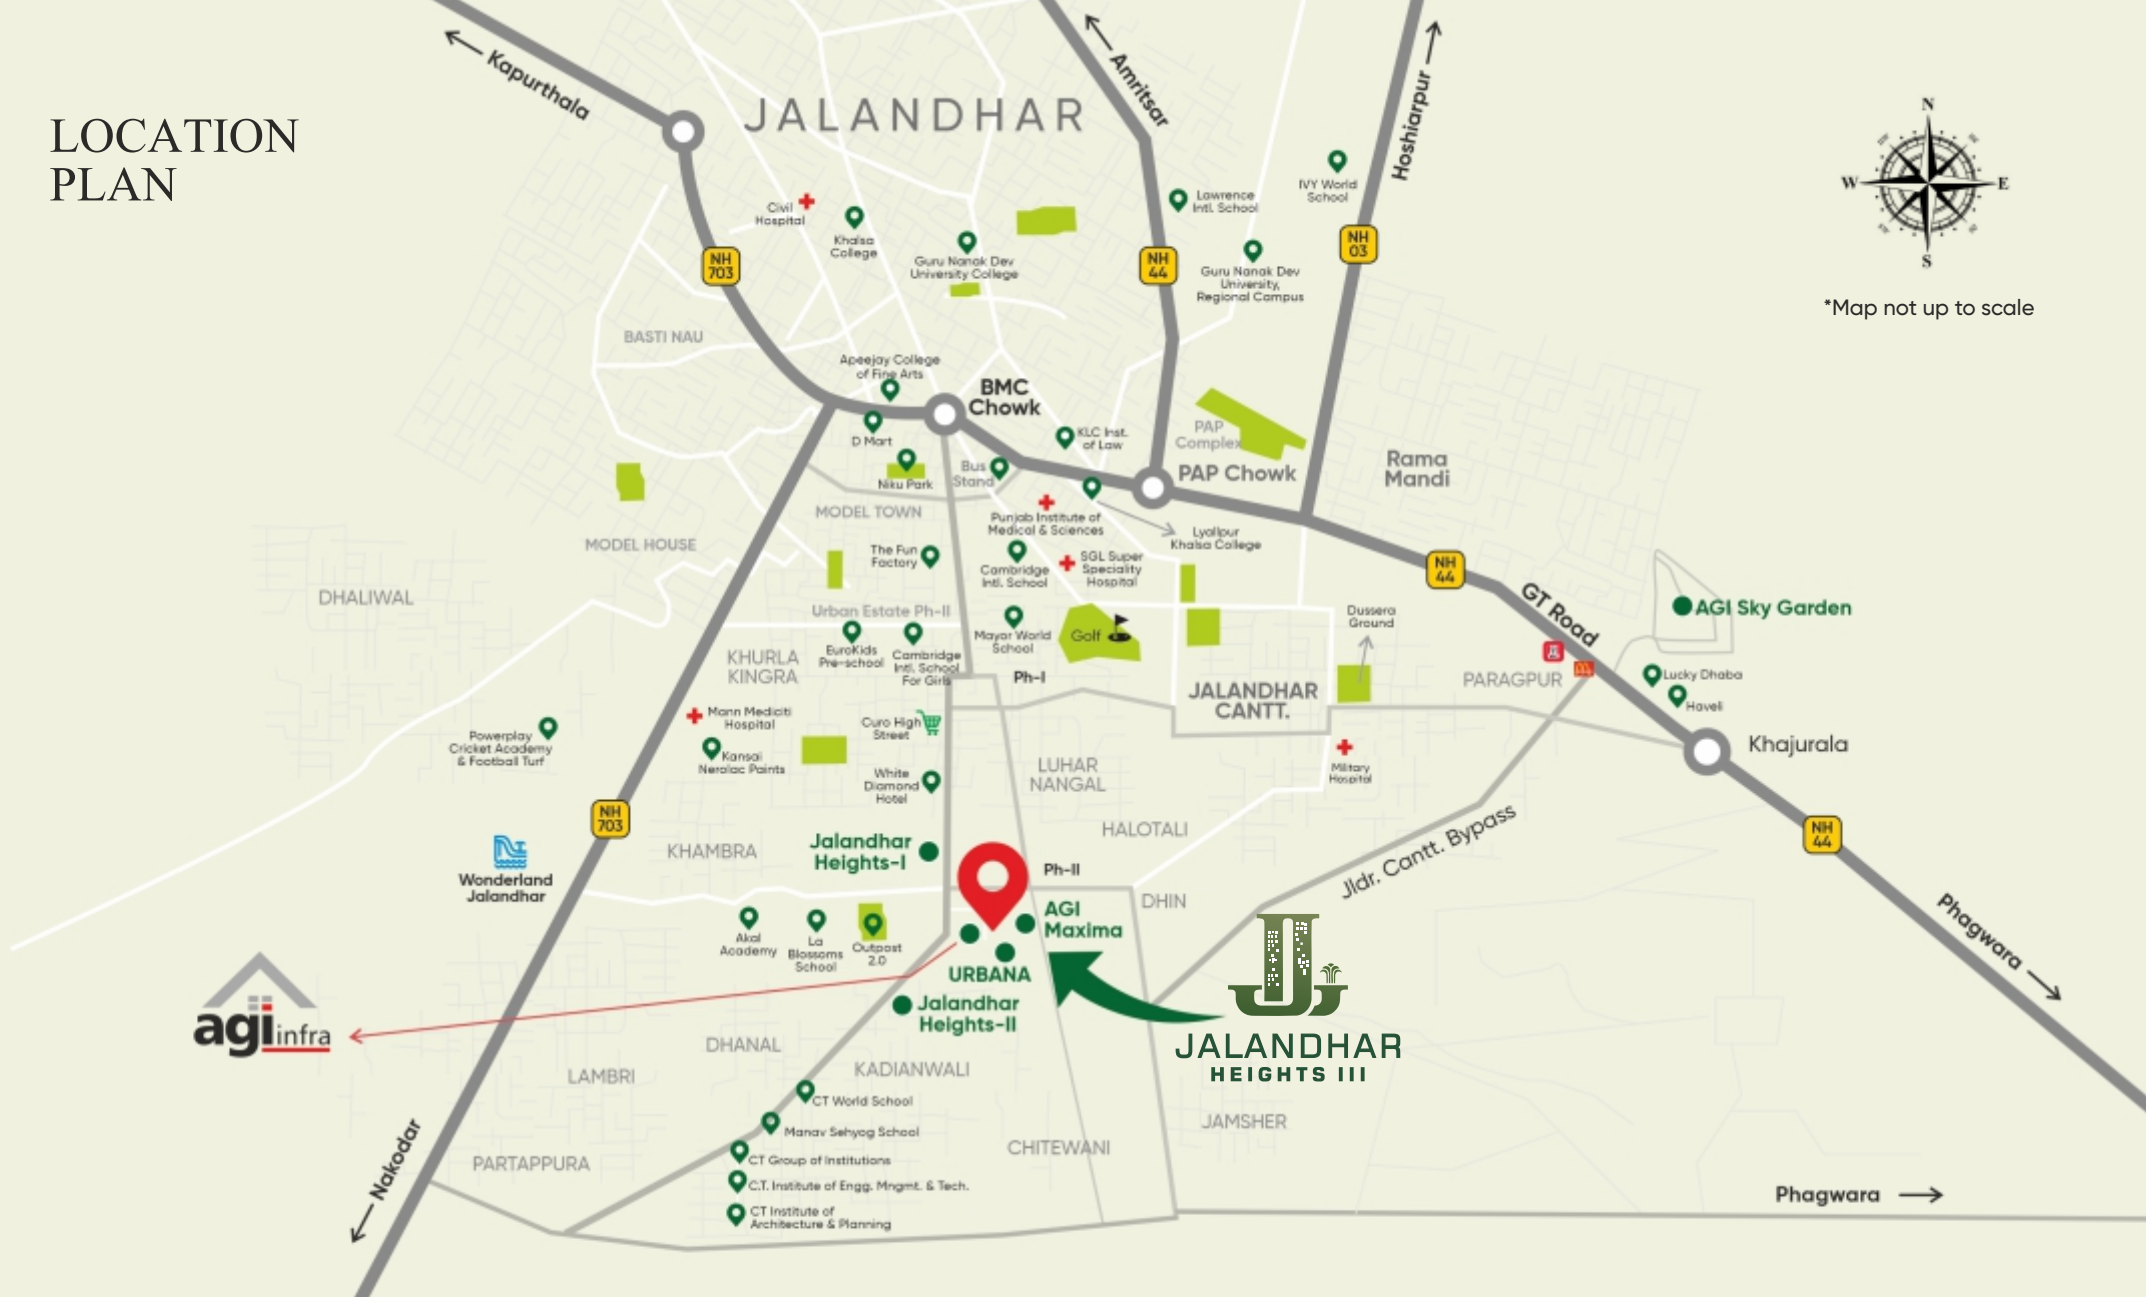 LOCATION
PLAN
Kapurthala
JALANDHAR
Amritsar
Hoshiarpur
N
W
E
S
*Map not up to scale
Civil
Hospital
Khalsa
College
Guru Nanak Dev
University College
Lawrence
Intl. School
IVY World
School
Guru Nanak Dev
University,
Regional Campus
NH
703
NH
44
NH
03
BASTI NAU
Apeejay College
of Fine Arts
BMC
Chowk
D Mart
Niku Park
Bus
Stand
KLC Inst.
of Law
PAP
Complex
PAP Chowk
Rama
Mandi
MODEL TOWN
MODEL HOUSE
Punjab Institute of
Medical & Sciences
Lyallpur
Khalsa College
The Fun
Factory
Cambridge
Intl. School
SGL Super
Speciality
Hospital
NH
44
GT Road
AGI Sky Garden
DHALIWAL
Urban Estate Ph-II
EuroKids
Pre-school
Cambridge
Intl. School
For Girls
Mayor World
School
Golf
Dussera
Ground
KHURLA
KINGRA
Ph-I
JALANDHAR
CANTT.
PARAGPUR
Lucky Dhaba
Haveli
Khajurala
Mann Mediciti
Hospital
Kansai
Nerolac Paints
Curo High
Street
Powerplay
Cricket Academy
& Football Turf
White
Diamond
Hotel
LUHAR
NANGAL
Military
Hospital
NH
703
HALOTALI
NH
44
Jldr. Cantt. Bypass
KHAMBRA
Jalandhar
Heights-I
Ph-II
Wonderland
Jalandhar
DHIN
AGI
Maxima
Akal
Academy
La
Blossoms
School
Outpost
2.0
URBANA
Jalandhar
Heights-II
Phagwara
agi infra
JALANDHAR
HEIGHTS III
DHANAL
LAMBRI
KADIANWALI
CT World School
Manav Sehyog School
CT Group of Institutions
C.T. Institute of Engg. Mngmt. & Tech.
CT Institute of
Architecture & Planning
JAMSHER
CHITEWANI
PARTAPPURA
Nakodar
Phagwara